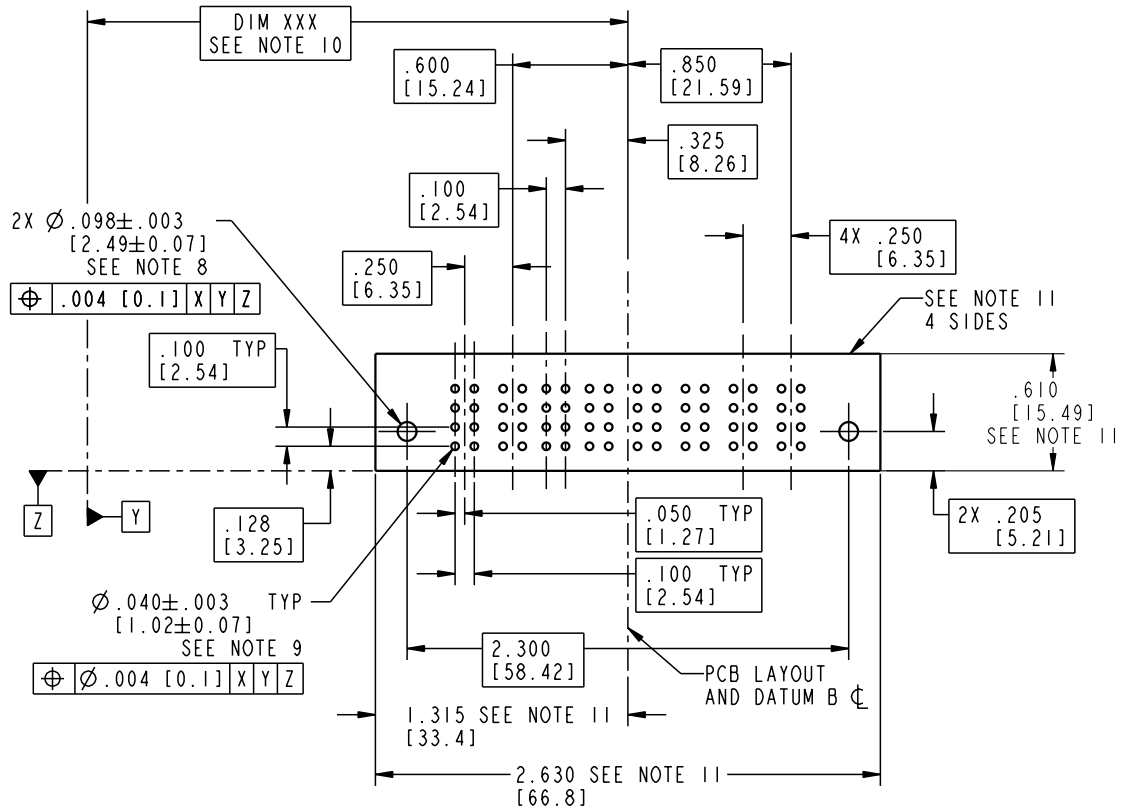 DIM XXX
SEE NOTE 10
.600
[15.24]
.850
[21.59]
.325
[8.26]
.100
[2.54]
2X Ø .098±.003
[2.49±0.07]
SEE NOTE 8
⌖ .004 [0.1] X Y Z
.250
[6.35]
4X .250
[6.35]
SEE NOTE 11
4 SIDES
.100 TYP
[2.54]
.610
[15.49]
SEE NOTE 11
Z
Y
.128
[3.25]
.050 TYP
[1.27]
2X .205
[5.21]
.100 TYP
[2.54]
Ø.040±.003 TYP
[1.02±0.07]
SEE NOTE 9
⌖ Ø.004 [0.1] X Y Z
2.300
[58.42]
PCB LAYOUT
AND DATUM B ℄
1.315 SEE NOTE 11
[33.4]
2.630 SEE NOTE 11
[66.8]